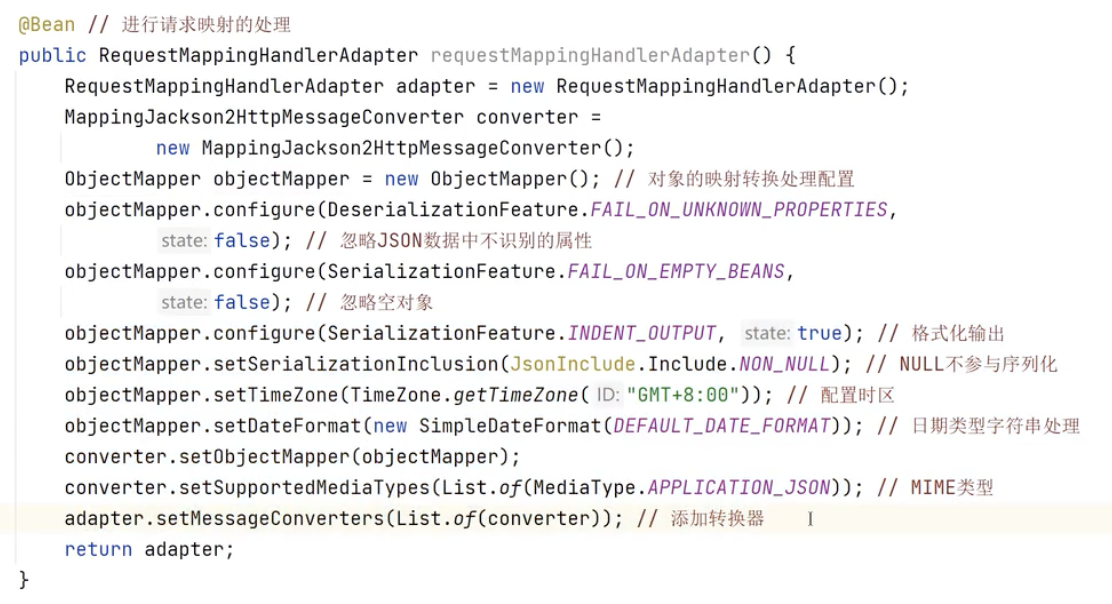 @Bean // 进行请求映射的处理
public RequestMappingHandlerAdapter requestMappingHandlerAdapter() {
    RequestMappingHandlerAdapter adapter = new RequestMappingHandlerAdapter();
    MappingJackson2HttpMessageConverter converter =
            new MappingJackson2HttpMessageConverter();
    ObjectMapper objectMapper = new ObjectMapper(); // 对象的映射转换处理配置
    objectMapper.configure(DeserializationFeature.FAIL_ON_UNKNOWN_PROPERTIES,
            state: false); // 忽略JSON数据中不识别的属性
    objectMapper.configure(SerializationFeature.FAIL_ON_EMPTY_BEANS,
            state: false); // 忽略空对象
    objectMapper.configure(SerializationFeature.INDENT_OUTPUT, state: true); // 格式化输出
    objectMapper.setSerializationInclusion(JsonInclude.Include.NON_NULL); // NULL不参与序列化
    objectMapper.setTimeZone(TimeZone.getTimeZone( ID: "GMT+8:00")); // 配置时区
    objectMapper.setDateFormat(new SimpleDateFormat(DEFAULT_DATE_FORMAT)); // 日期类型字符串处理
    converter.setObjectMapper(objectMapper);
    converter.setSupportedMediaTypes(List.of(MediaType.APPLICATION_JSON)); // MIME类型
    adapter.setMessageConverters(List.of(converter)); // 添加转换器
    return adapter;
}